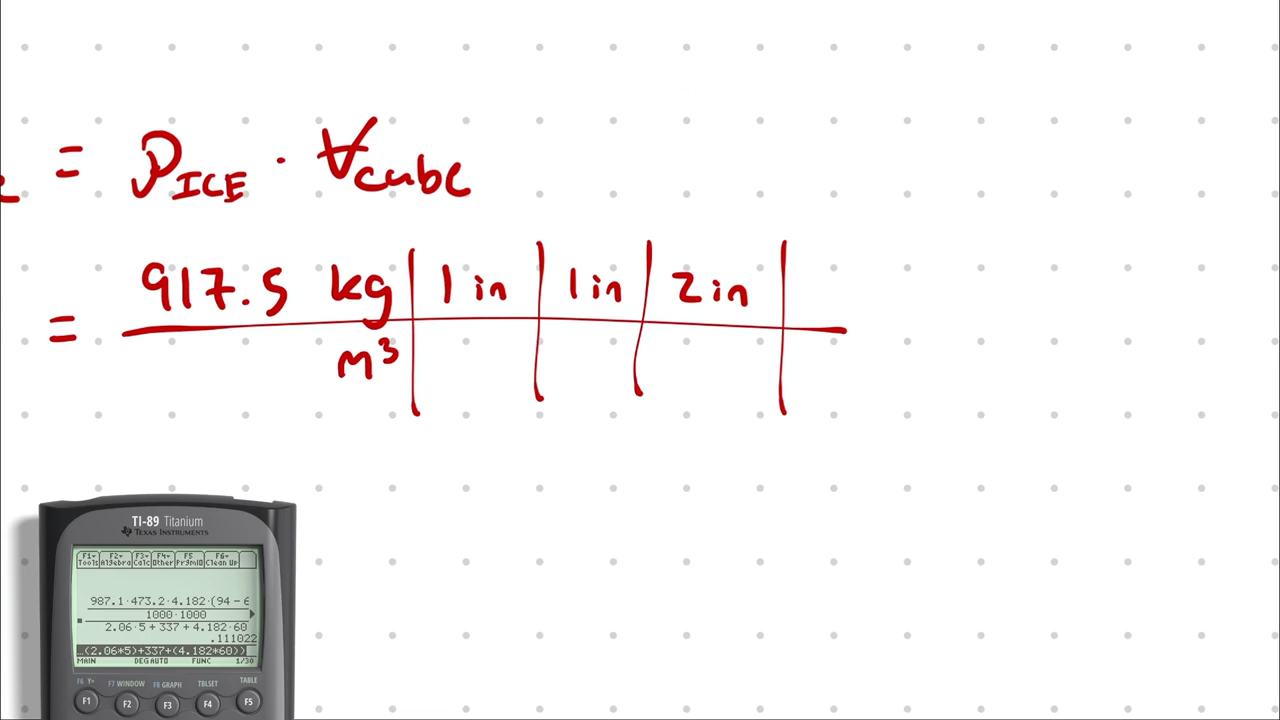 = ρICE · Vcube
= 917.5 kg | 1 in | 1 in | 2 in |
m³
TI-89 Titanium
TEXAS INSTRUMENTS
F1 F2 F3 F4 F5 F6
Tools Algebra Calc Other PrgmIO Clean Up
987.1·473.2·4.182·(94 - 6
1000·1000
2.06·5+337+4.182·60
.111022
…(2.06*5)+337+(4.182*60))
MAIN DEG AUTO FUNC 1/30
F6 Y= F7 WINDOW F8 GRAPH TBLSET TABLE
F1 F2 F3 F4 F5